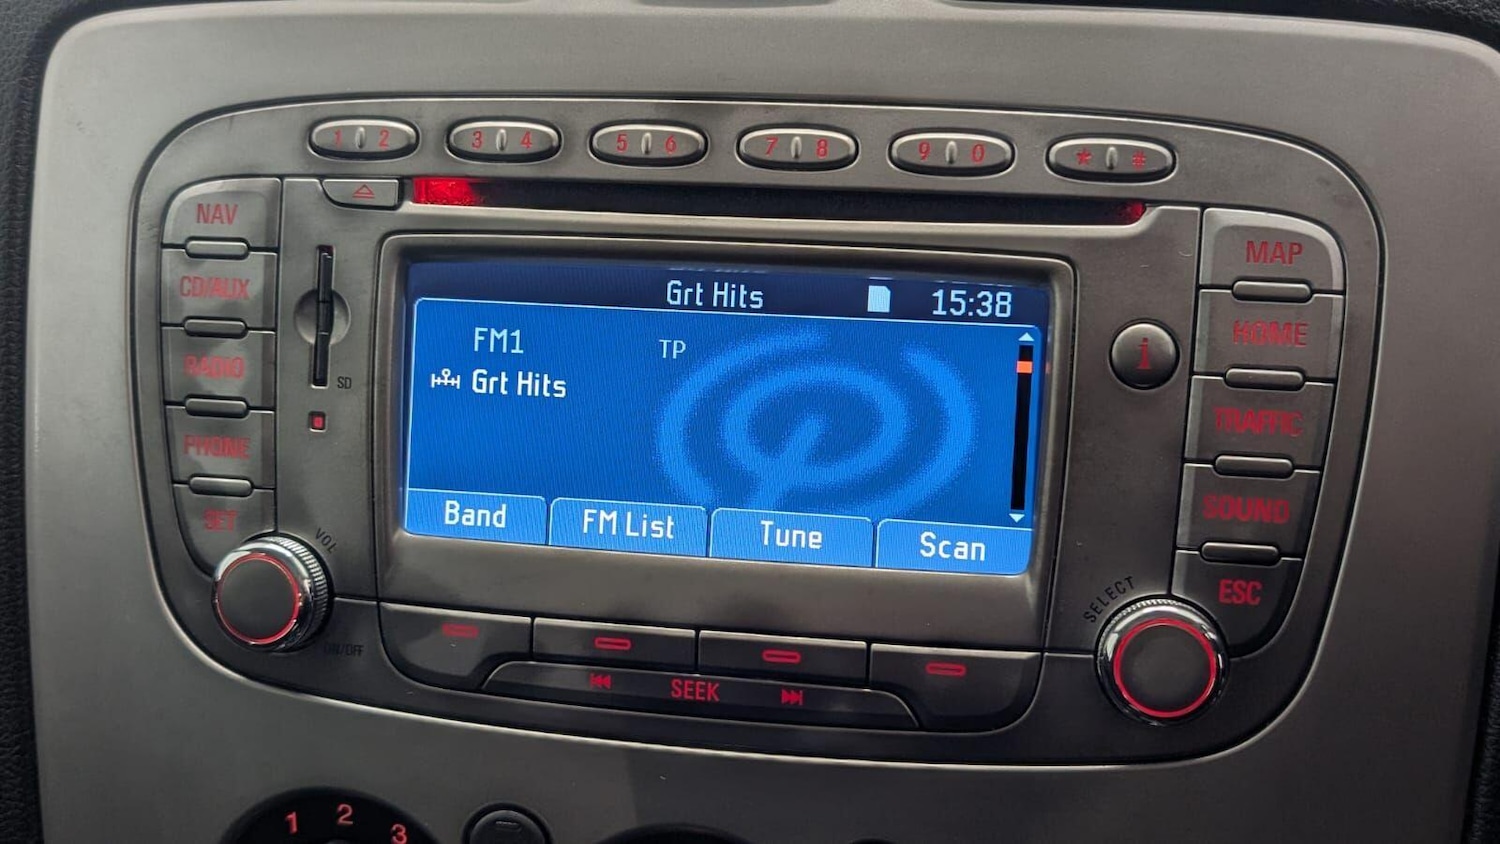 1 2 3 4 5 6 7 8 9 0 * #
NAV
CD/AUX
RADIO
PHONE
SET
SD
VOL
ON/OFF
Grt Hits 15:38
FM1 TP
Grt Hits
Band FM List Tune Scan
SEEK
i
MAP
HOME
TRAFFIC
SOUND
ESC
SELECT
1 2 3